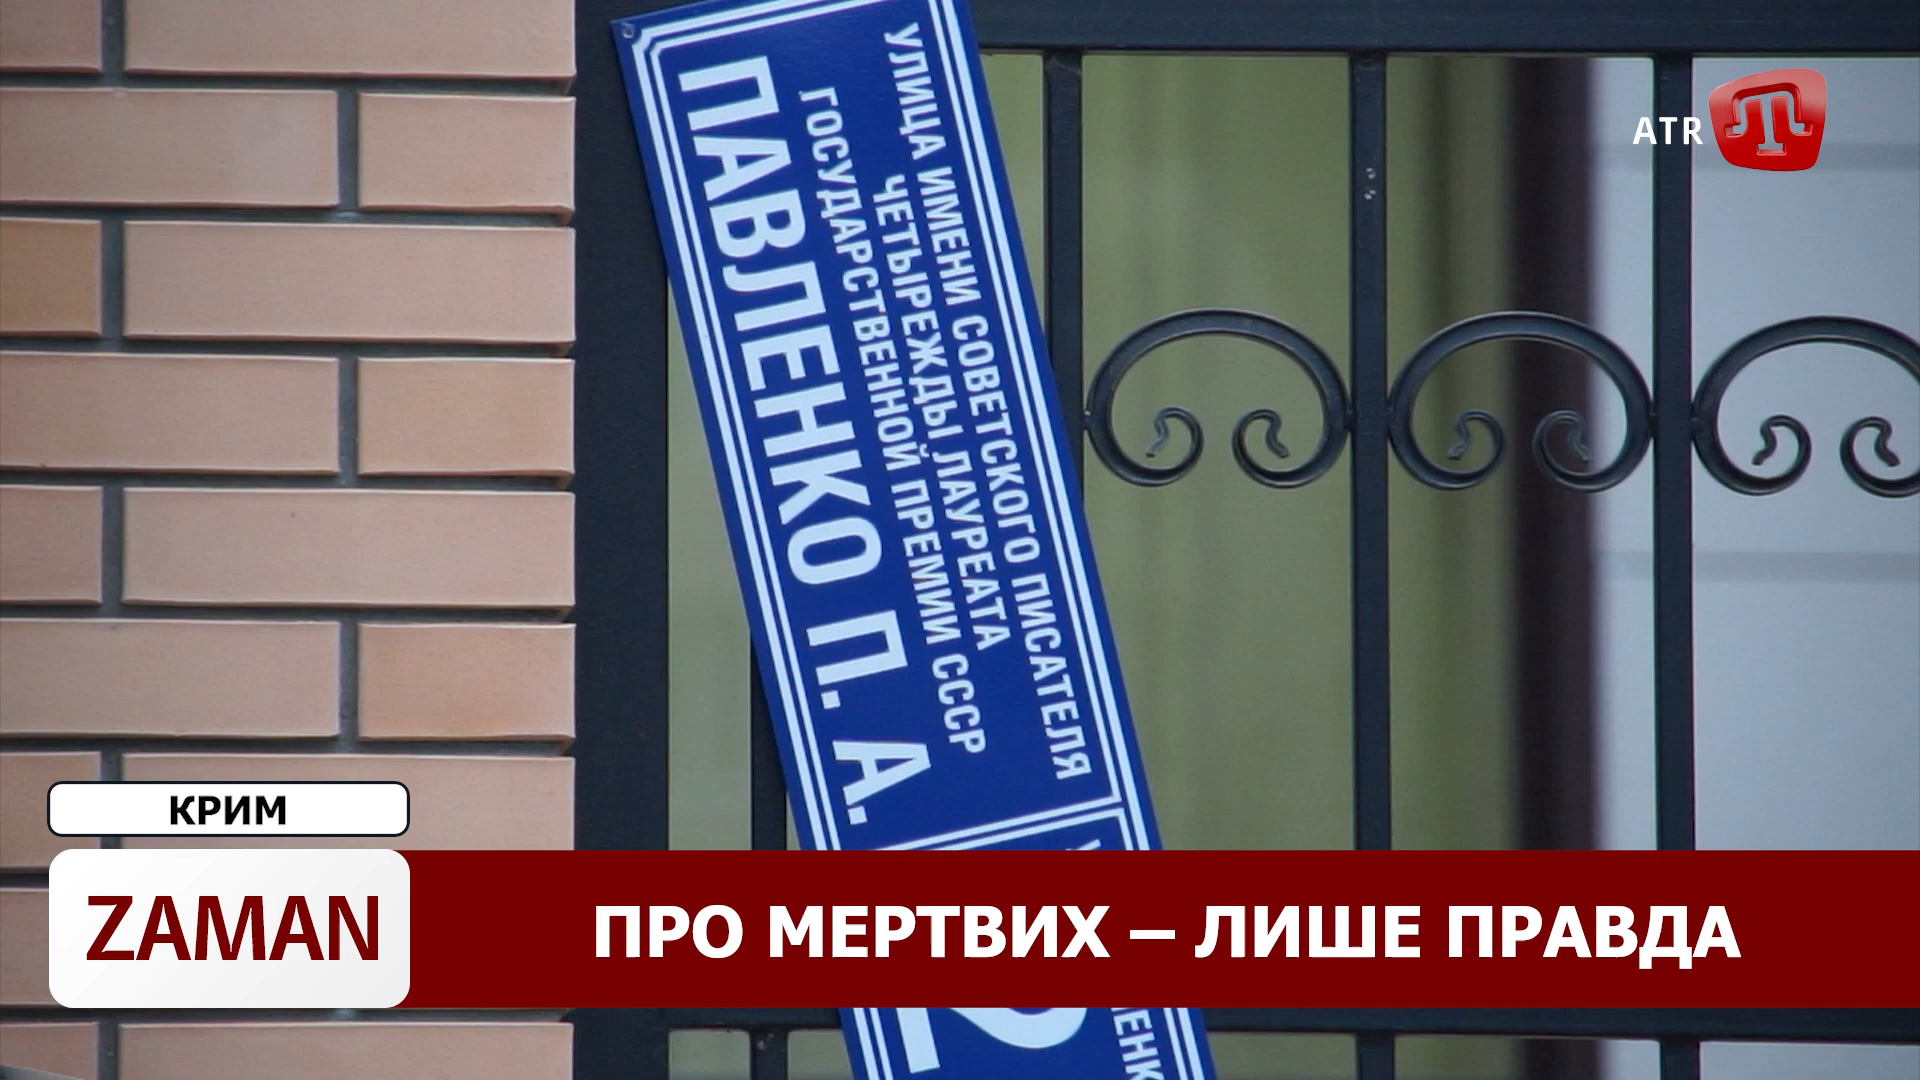 УЛИЦА ИМЕНИ СОВЕТСКОГО ПИСАТЕЛЯ
ЧЕТЫРЕЖДЫ ЛАУРЕАТА
ГОСУДАРСТВЕННОЙ ПРЕМИИ СССР
ПАВЛЕНКО П. А.
ATR
КРИМ
ZAMAN
ПРО МЕРТВИХ – ЛИШЕ ПРАВДА